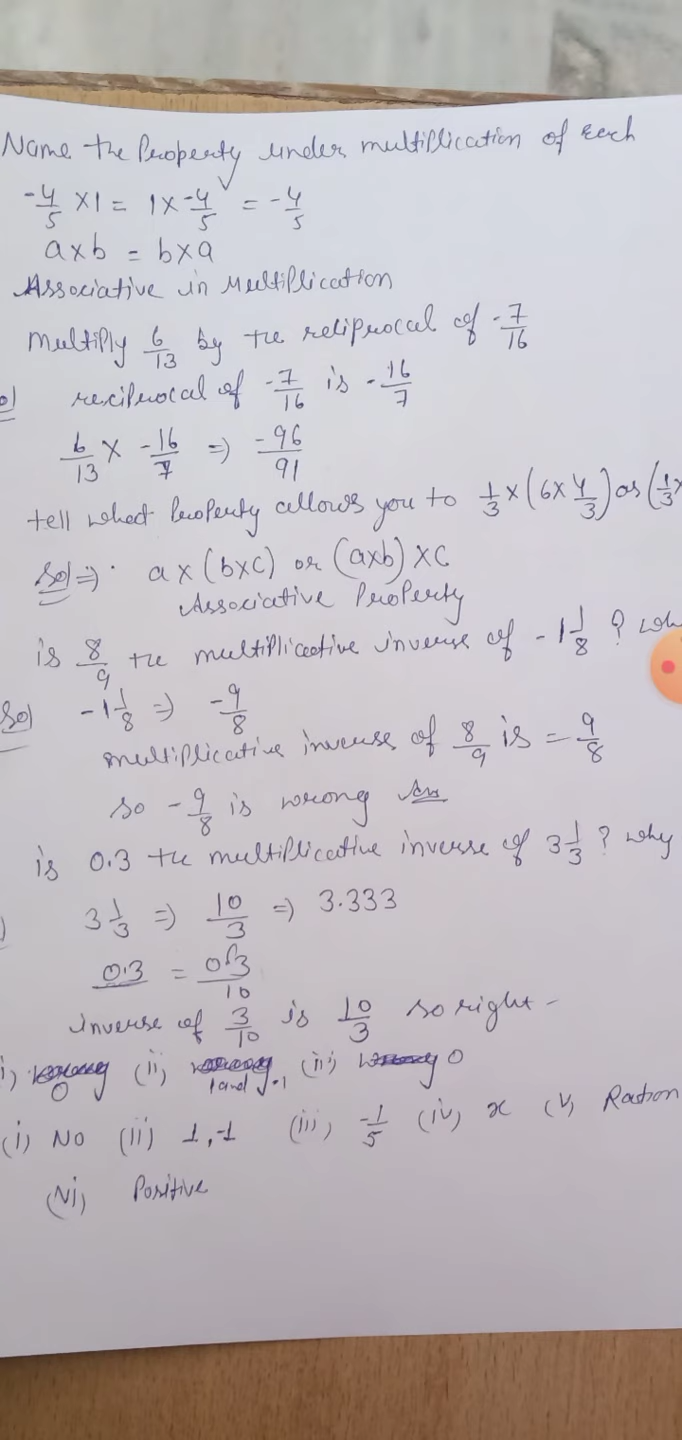 Name the Property under multiplication of each
-4/5 ×1 = 1×-4/5 = -4/5
a×b = b×a
Associative in Multiplication
Multiply 6/13 by the reciprocal of -7/16
reciprocal of -7/16 is -16/7
6/13 × -16/7 => -96/91
tell what property allows you to 1/3×(6×4/3) as (1/3×
Sol => a×(b×c) or (a×b)×c
Associative Property
is 8/9 the multiplicative inverse of -1 1/8 ?
Sol -1 1/8 => -9/8
multiplicative inverse of 8/9 is = 9/8
so -9/8 is wrong Ans
is 0.3 the multiplicative inverse of 3 1/3 ? why
3 1/3 => 10/3 => 3.333
0.3 = 03/10
inverse of 3/10 is 10/3 so right -
i) 0 (ii) 1 and -1 (iii) 0
(i) NO (ii) 1,-1 (iii) -1/5 (iv) x (v) Ration
(vi) Positive